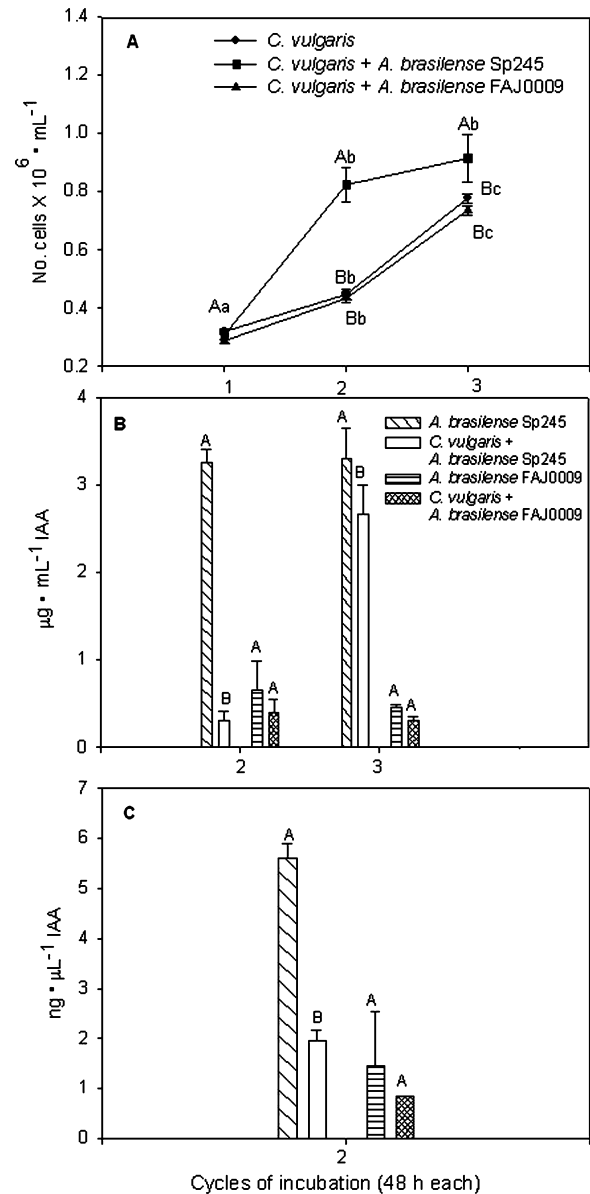 1.4
A
C. vulgaris
C. vulgaris + A. brasilense Sp245
C. vulgaris + A. brasilense FAJ0009
1.2
1.0
0.8
0.6
0.4
0.2
No. cells X 10⁶ • mL⁻¹
Ab
Ab
Bc
Bc
Bb
Bb
Aa
1 2 3
4
B
A. brasilense Sp245
C. vulgaris +
A. brasilense Sp245
A. brasilense FAJ0009
C. vulgaris +
A. brasilense FAJ0009
3
2
1
0
µg • mL⁻¹ IAA
A
B
A
A
A
B
A
A
2 3
7
C
6
5
4
3
2
1
0
ng • µL⁻¹ IAA
A
B
A
A
2
Cycles of incubation (48 h each)